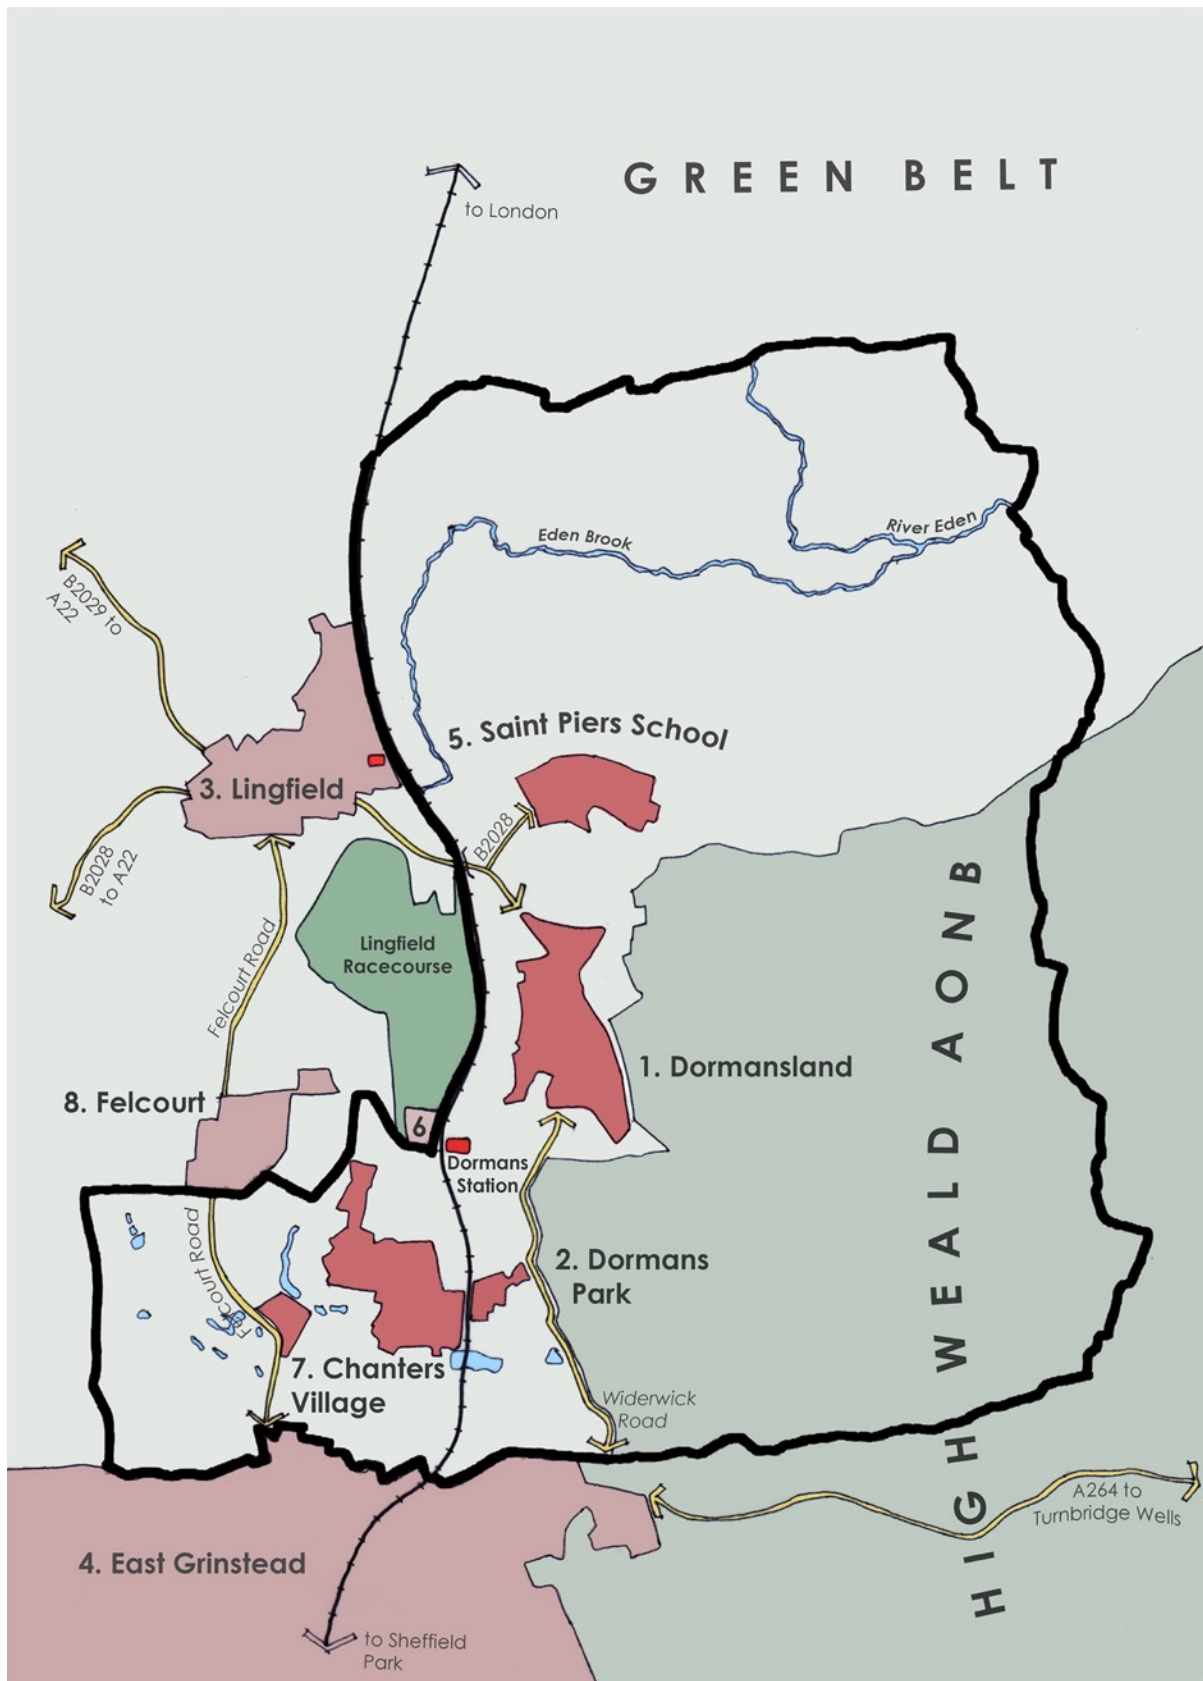 GREEN BELT
to London
River Eden
Eden Brook
B2029 to
A22
5. Saint Piers School
3. Lingfield
B2028
B2028
to A22
HIGH WEALD AONB
Lingfield
Racecourse
Felcourt Road
1. Dormansland
8. Felcourt
6
Dormans
Station
Felcourt Road
2. Dormans
Park
7. Chanters
Village
Widerwick
Road
A264 to
Turnbridge Wells
4. East Grinstead
to Sheffield
Park